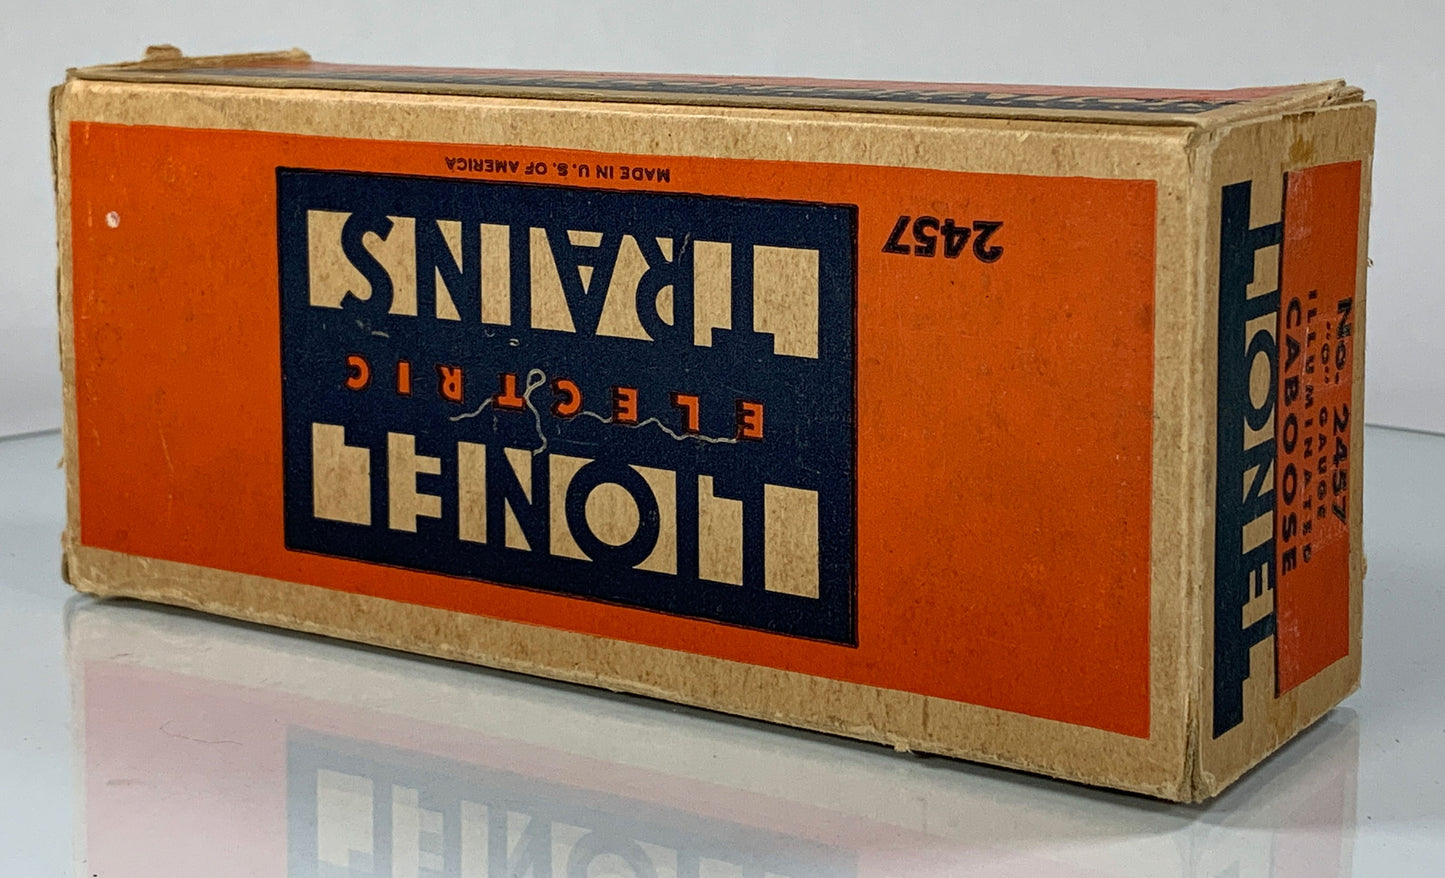 2457
LIONEL
ELECTRIC
TRAINS
MADE IN U.S. OF AMERICA
LIONEL
NO. 2457
"O" GAUGE
ILLUMINATED
CABOOSE